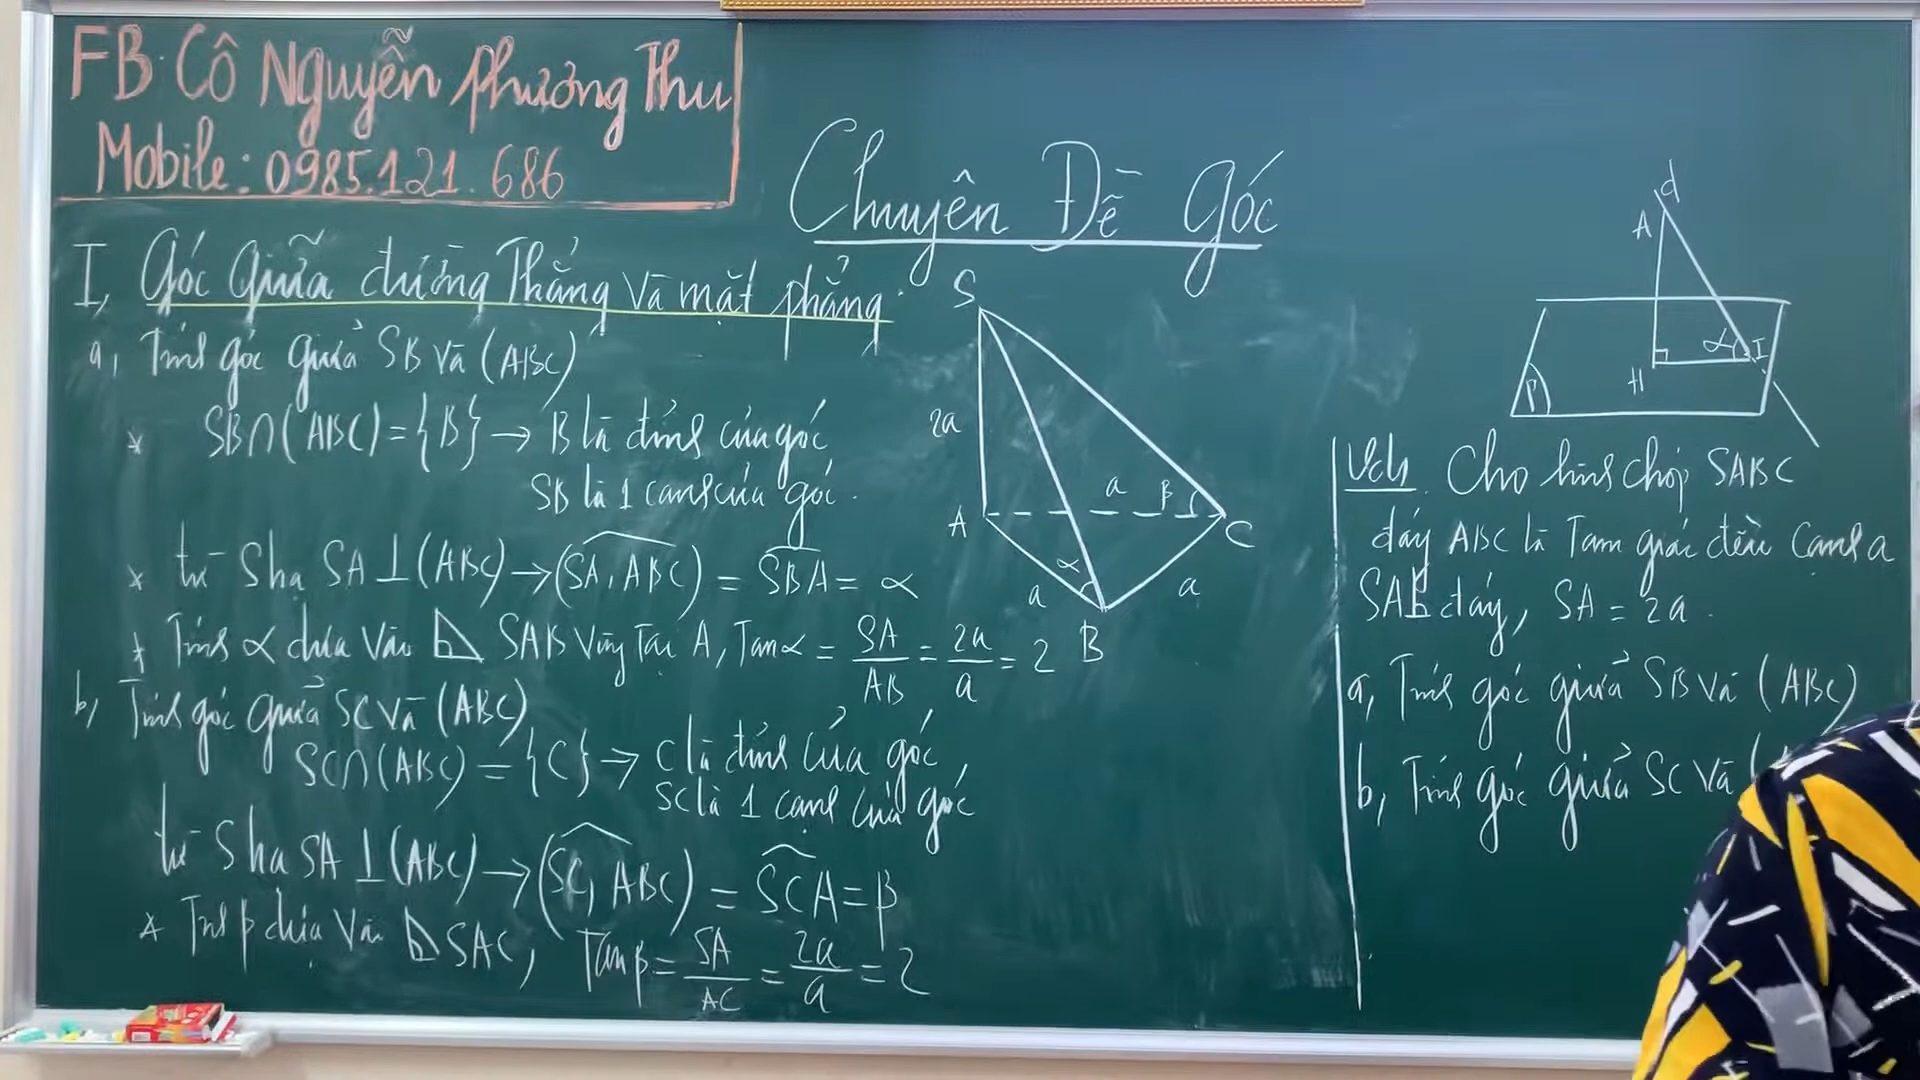 FB: Cô Nguyễn Phương Thu
Mobile: 0985.121.686
Chuyên Đề Góc
I, Góc Giữa đường Thẳng và mặt phẳng
a, Tính góc giữa SB và (ABC)
* SB∩(ABC)={B} → B là đỉnh của góc
SB là 1 cạnh của góc.
* từ S hạ SA⊥(ABC)→(SA,ABC) = SBA = α
* Tính α dựa vào SAB vuông tại A, Tanα = SA/AB = 2a/a = 2
b, Tính góc giữa SC và (ABC)
SC∩(ABC) = {C} → C là đỉnh của góc,
SC là 1 cạnh của góc
từ S hạ SA⊥(ABC)→(SC,ABC) = SCA = β
* Tính β dựa vào SAC, Tanβ = SA/AC = 2a/a = 2
S
2a
A
a
β
C
α
a
a
B
d
A
α
I
H
P
Cho hình chóp SABC
đáy ABC là Tam giác đều cạnh a
SA⊥đáy, SA = 2a.
a, Tính góc giữa SB và (ABC)
b, Tính góc giữa SC và (